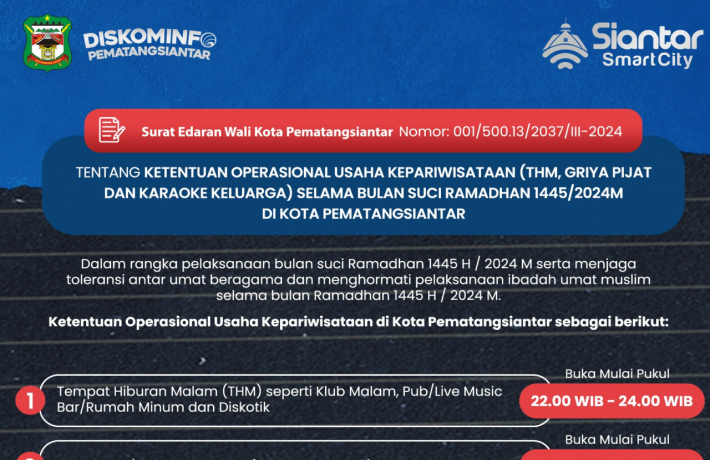 DISKOMINFO
PEMATANGSIANTAR
Siantar
SmartCity
Surat Edaran Wali Kota Pematangsiantar Nomor: 001/500.13/2037/III-2024
TENTANG KETENTUAN OPERASIONAL USAHA KEPARIWISATAAN (THM, GRIYA PIJAT
DAN KARAOKE KELUARGA) SELAMA BULAN SUCI RAMADHAN 1445/2024M
DI KOTA PEMATANGSIANTAR
Dalam rangka pelaksanaan bulan suci Ramadhan 1445 H / 2024 M serta menjaga
toleransi antar umat beragama dan menghormati pelaksanaan ibadah umat muslim
selama bulan Ramadhan 1445 H / 2024 M.
Ketentuan Operasional Usaha Kepariwisataan di Kota Pematangsiantar sebagai berikut:
1
Tempat Hiburan Malam (THM) seperti Klub Malam, Pub/Live Music
Bar/Rumah Minum dan Diskotik
Buka Mulai Pukul
22.00 WIB - 24.00 WIB
Buka Mulai Pukul